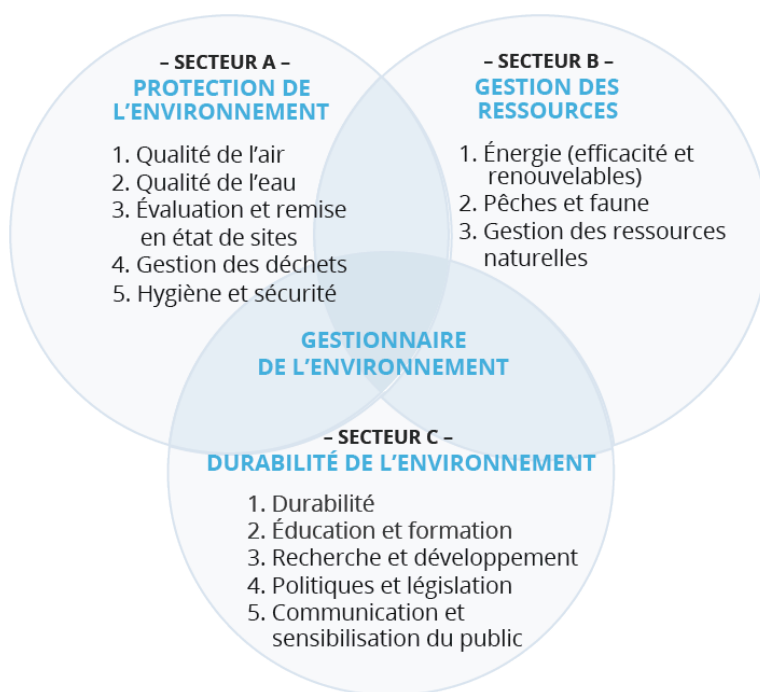 – SECTEUR A –
PROTECTION DE
L’ENVIRONNEMENT
1. Qualité de l’air
2. Qualité de l’eau
3. Évaluation et remise
en état de sites
4. Gestion des déchets
5. Hygiène et sécurité
– SECTEUR B –
GESTION DES
RESSOURCES
1. Énergie (efficacité et
renouvelables)
2. Pêches et faune
3. Gestion des ressources
naturelles
GESTIONNAIRE
DE L’ENVIRONNEMENT
– SECTEUR C –
DURABILITÉ DE L’ENVIRONNEMENT
1. Durabilité
2. Éducation et formation
3. Recherche et développement
4. Politiques et législation
5. Communication et
sensibilisation du public